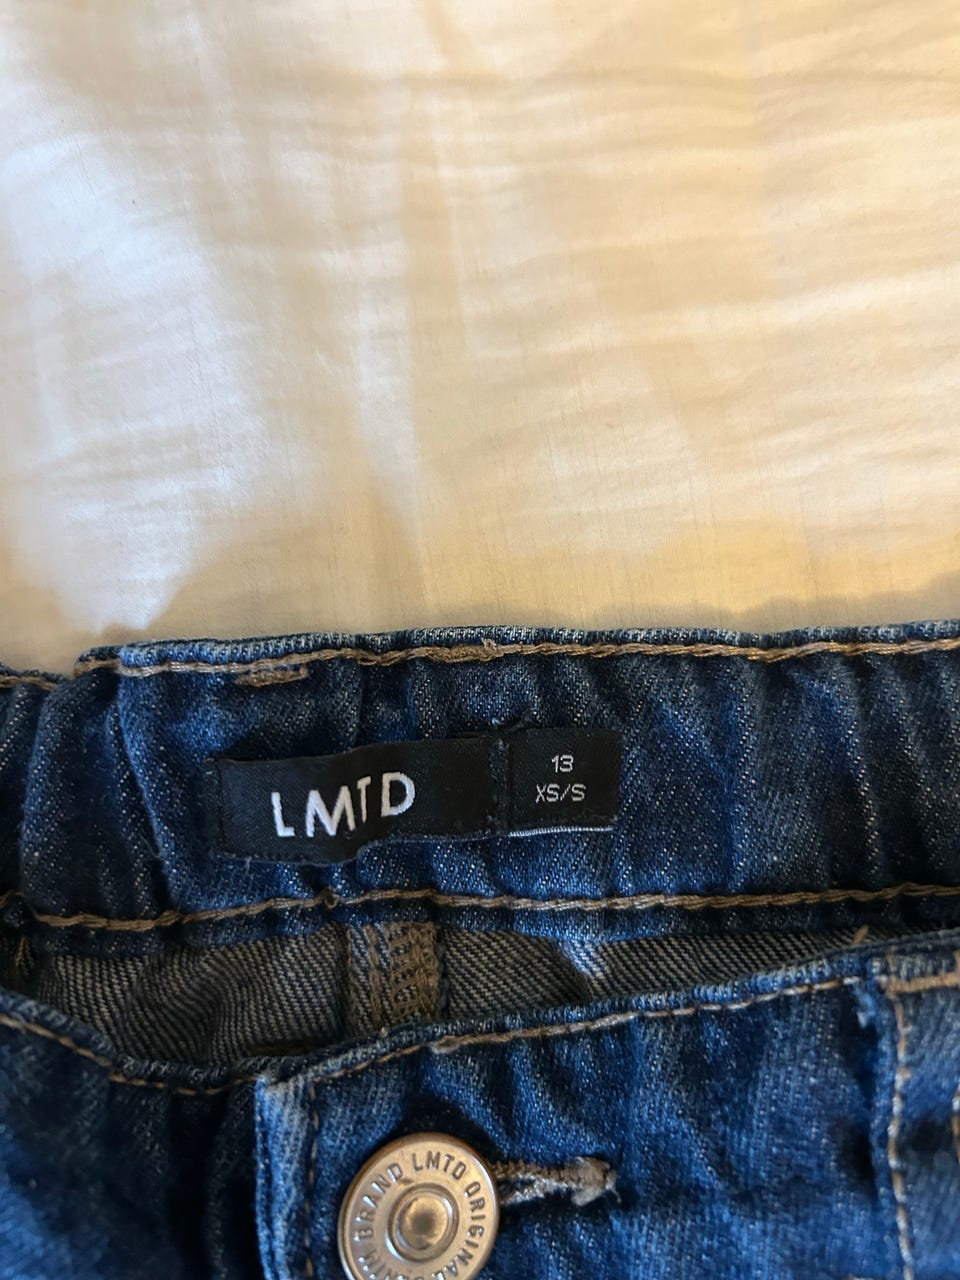 LMTD
13
XS/S
BRAND LMTD ORIGINAL DENIM